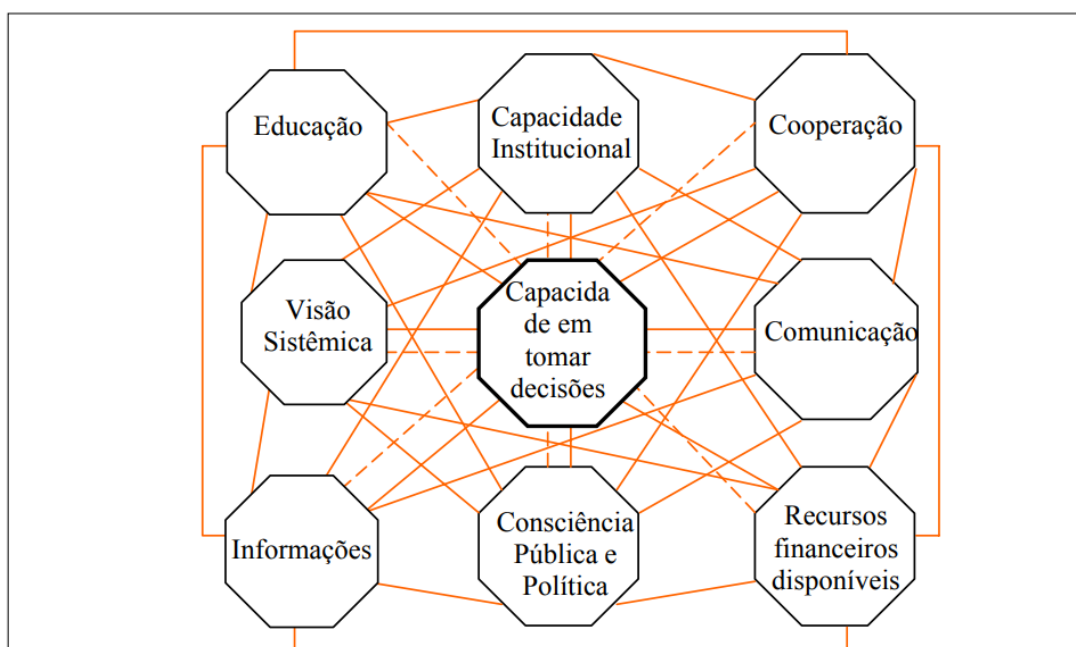 Educação
Capacidade
Institucional
Cooperação
Visão
Sistêmica
Capacida
de em
tomar
decisões
Comunicação
Informações
Consciência
Pública e
Política
Recursos
financeiros
disponíveis